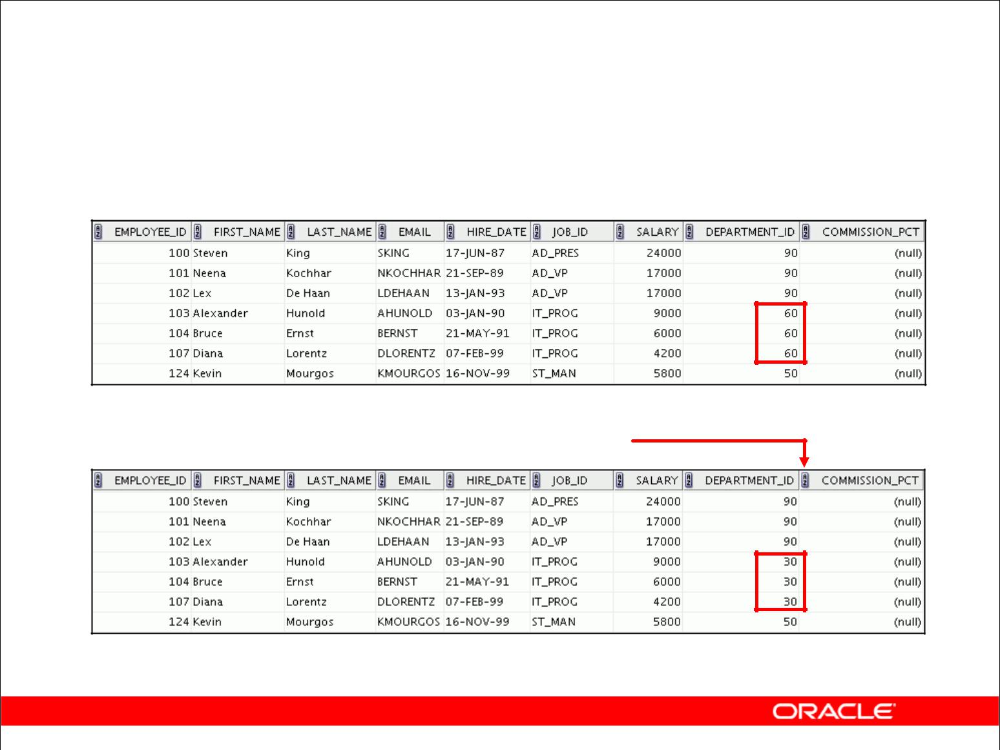 EMPLOYEE_ID FIRST_NAME LAST_NAME EMAIL HIRE_DATE JOB_ID SALARY DEPARTMENT_ID COMMISSION_PCT
100 Steven King SKING 17-JUN-87 AD_PRES 24000 90 (null)
101 Neena Kochhar NKOCHHAR 21-SEP-89 AD_VP 17000 90 (null)
102 Lex De Haan LDEHAAN 13-JAN-93 AD_VP 17000 90 (null)
103 Alexander Hunold AHUNOLD 03-JAN-90 IT_PROG 9000 60 (null)
104 Bruce Ernst BERNST 21-MAY-91 IT_PROG 6000 60 (null)
107 Diana Lorentz DLORENTZ 07-FEB-99 IT_PROG 4200 60 (null)
124 Kevin Mourgos KMOURGOS 16-NOV-99 ST_MAN 5800 50 (null)
EMPLOYEE_ID FIRST_NAME LAST_NAME EMAIL HIRE_DATE JOB_ID SALARY DEPARTMENT_ID COMMISSION_PCT
100 Steven King SKING 17-JUN-87 AD_PRES 24000 90 (null)
101 Neena Kochhar NKOCHHAR 21-SEP-89 AD_VP 17000 90 (null)
102 Lex De Haan LDEHAAN 13-JAN-93 AD_VP 17000 90 (null)
103 Alexander Hunold AHUNOLD 03-JAN-90 IT_PROG 9000 30 (null)
104 Bruce Ernst BERNST 21-MAY-91 IT_PROG 6000 30 (null)
107 Diana Lorentz DLORENTZ 07-FEB-99 IT_PROG 4200 30 (null)
124 Kevin Mourgos KMOURGOS 16-NOV-99 ST_MAN 5800 50 (null)
ORACLE